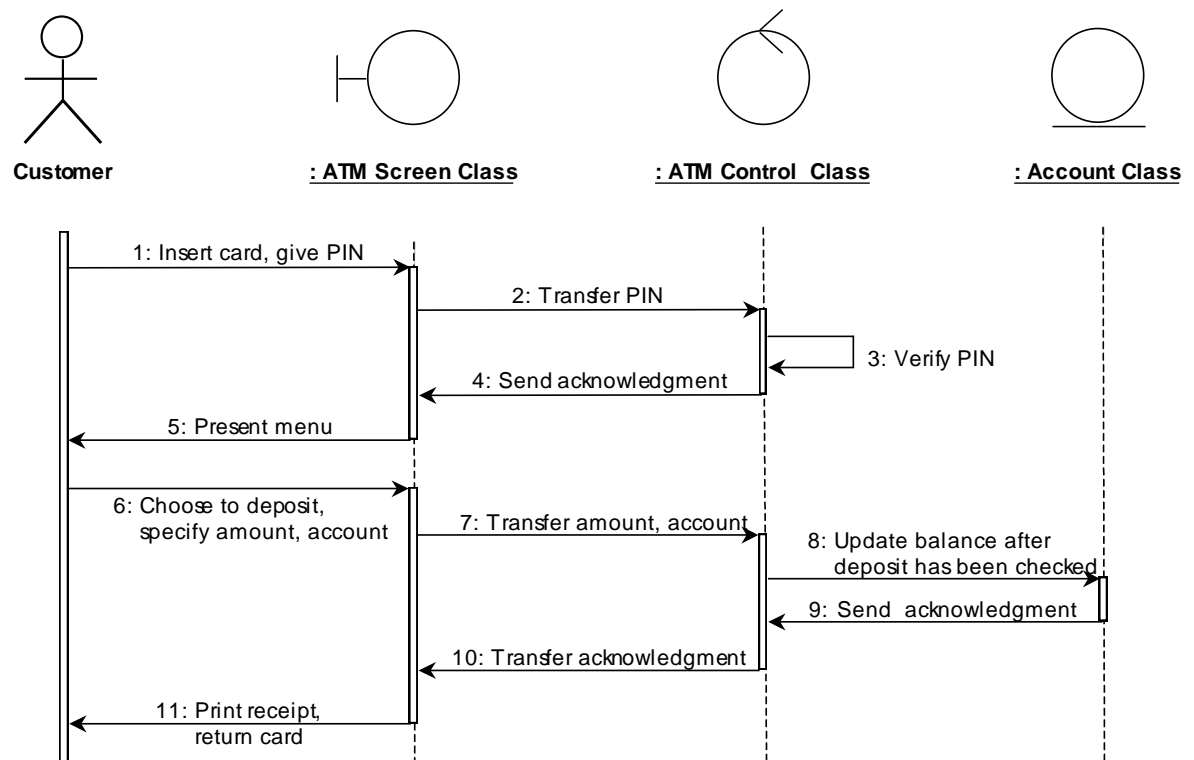 Customer
: ATM Screen Class
: ATM Control Class
: Account Class
1: Insert card, give PIN
2: Transfer PIN
3: Verify PIN
4: Send acknowledgment
5: Present menu
6: Choose to deposit,
specify amount, account
7: Transfer amount, account
8: Update balance after
deposit has been checked
9: Send acknowledgment
10: Transfer acknowledgment
11: Print receipt,
return card